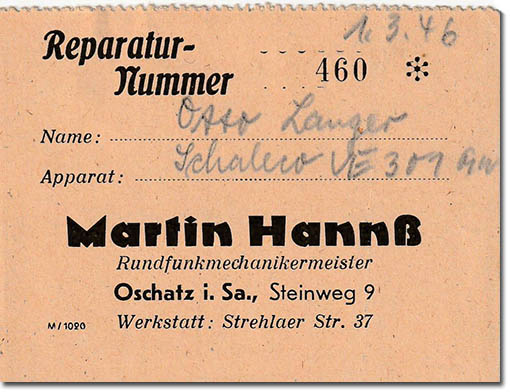 1. 3. 46
Reparatur-
Nummer 460
Name: Otto Langer
Apparat: Schaleco VE 301 GW
Martin Hannß
Rundfunkmechanikermeister
Oschatz i. Sa., Steinweg 9
M/1020 Werkstatt: Strehlaer Str. 37